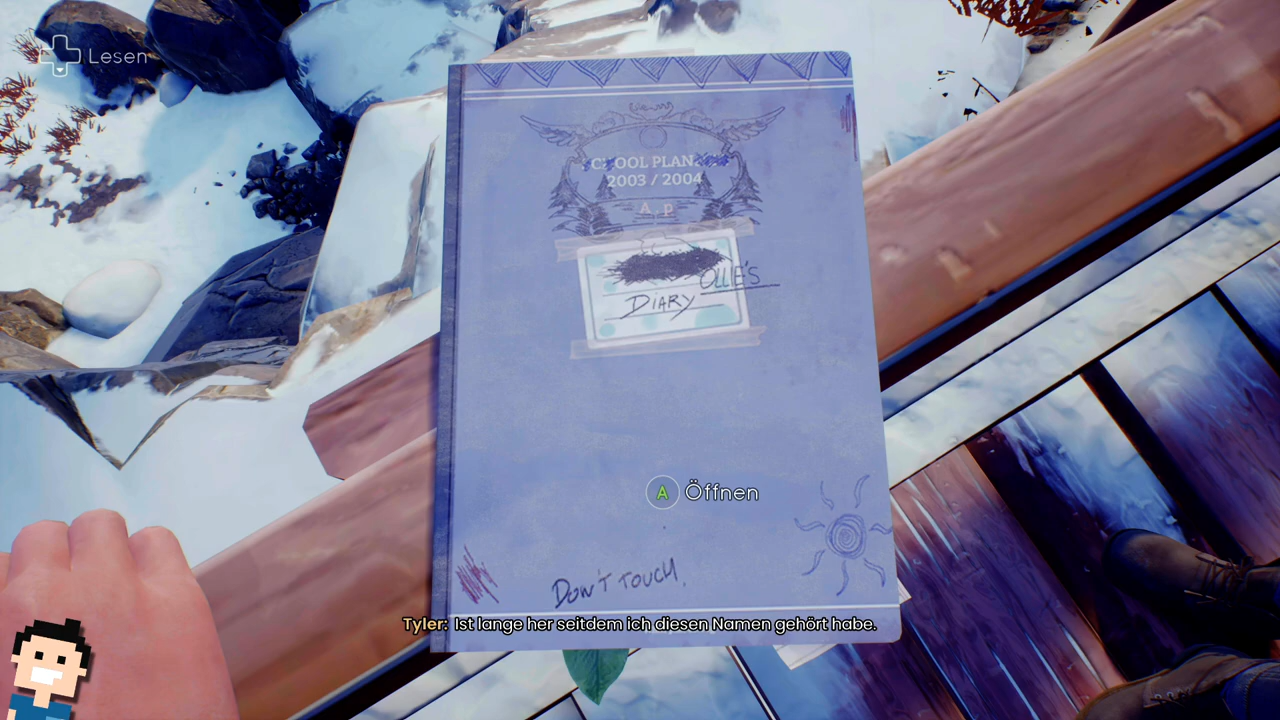 Lesen
SCHOOL PLAN
2003 / 2004
OLLIE'S
DIARY
A Öffnen
DON'T TOUCH.
Tyler: Ist lange her seitdem ich diesen Namen gehört habe.